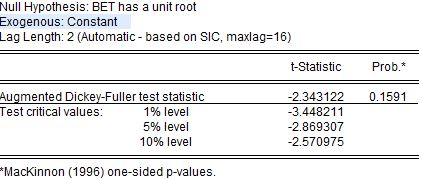 Null Hypothesis: BET has a unit root
Exogenous: Constant
Lag Length: 2 (Automatic - based on SIC, maxlag=16)
t-Statistic Prob.*
Augmented Dickey-Fuller test statistic -2.343122 0.1591
Test critical values: 1% level -3.448211
5% level -2.869307
10% level -2.570975
*MacKinnon (1996) one-sided p-values.